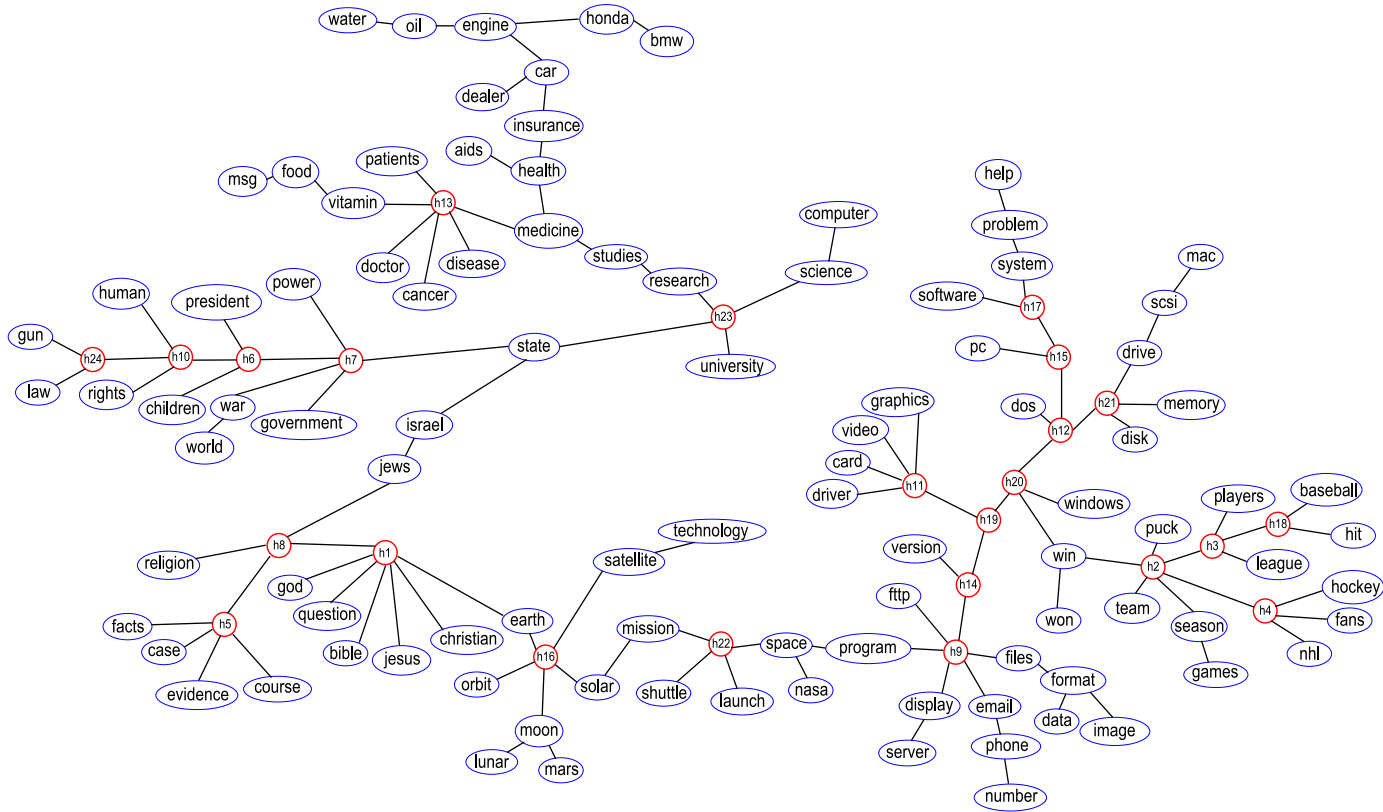 water
oil
engine
honda
bmw
car
dealer
insurance
aids
health
patients
food
msg
vitamin
h13
medicine
doctor
cancer
disease
studies
research
computer
science
h23
university
help
problem
system
software
h17
mac
scsi
drive
pc
h15
h21
memory
disk
dos
h12
human
president
power
gun
h24
h10
h6
h7
state
law
rights
children
war
world
government
israel
jews
graphics
video
card
driver
h11
h20
windows
h19
version
h14
win
won
puck
h2
team
players
h3
h18
baseball
hit
league
hockey
h4
fans
nhl
season
games
religion
h8
h1
god
question
bible
jesus
christian
earth
facts
h5
case
evidence
course
technology
satellite
h16
orbit
solar
moon
lunar
mars
mission
h22
shuttle
launch
space
nasa
program
fttp
h9
files
format
data
image
display
server
email
phone
number